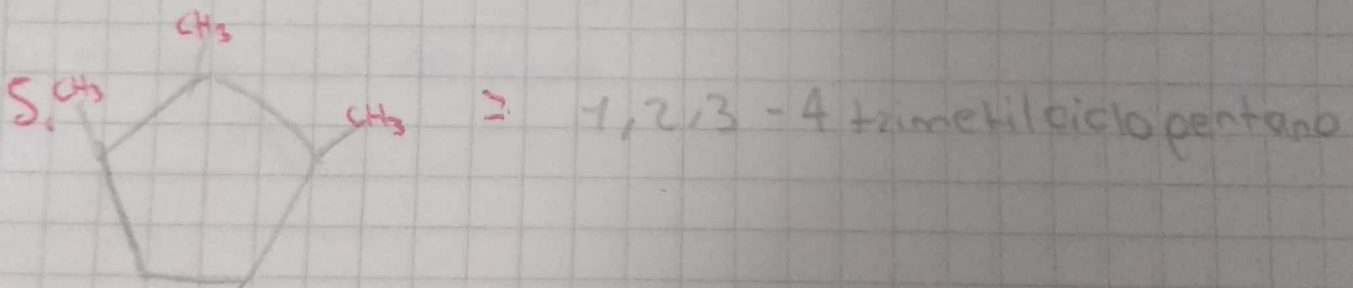 CH3
5. CH3
CH3 = 1,2,3 - 4 trimetilciclopentano